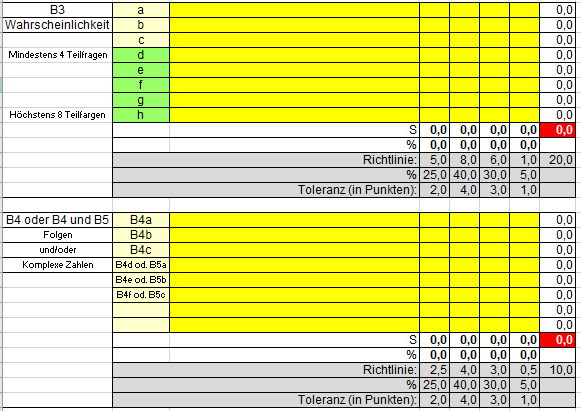 B3 a 0,0
Wahrscheinlichkeit b 0,0
c 0,0
Mindestens 4 Teilfragen d 0,0
e 0,0
f 0,0
g 0,0
Höchstens 8 Teilfargen h 0,0
S 0,0 0,0 0,0 0,0 0,0
% 0,0 0,0 0,0 0,0
Richtlinie: 5,0 8,0 6,0 1,0 20,0
% 25,0 40,0 30,0 5,0
Toleranz (in Punkten): 2,0 4,0 3,0 1,0
B4 oder B4 und B5 B4a 0,0
Folgen B4b 0,0
und/oder B4c 0,0
Komplexe Zahlen B4d od. B5a 0,0
B4e od. B5b 0,0
B4f od. B5c 0,0
0,0
0,0
S 0,0 0,0 0,0 0,0 0,0
% 0,0 0,0 0,0 0,0
Richtlinie: 2,5 4,0 3,0 0,5 10,0
% 25,0 40,0 30,0 5,0
Toleranz (in Punkten): 2,0 4,0 3,0 1,0